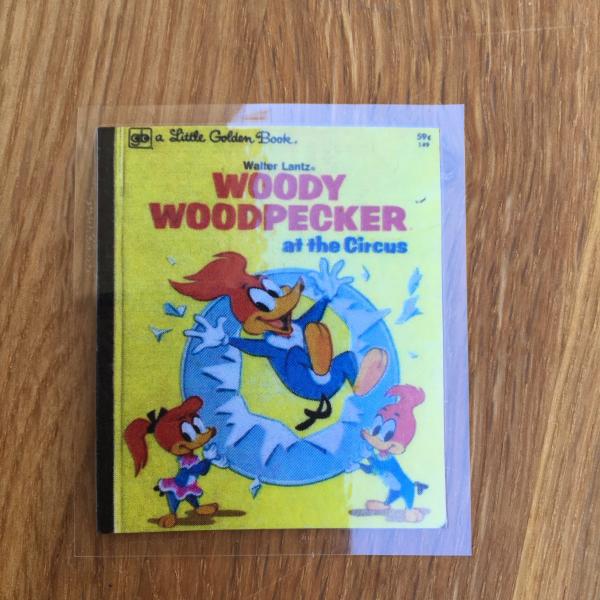 a Little Golden Book®
59¢
149
Walter Lantz®
WOODY
WOODPECKER
at the Circus